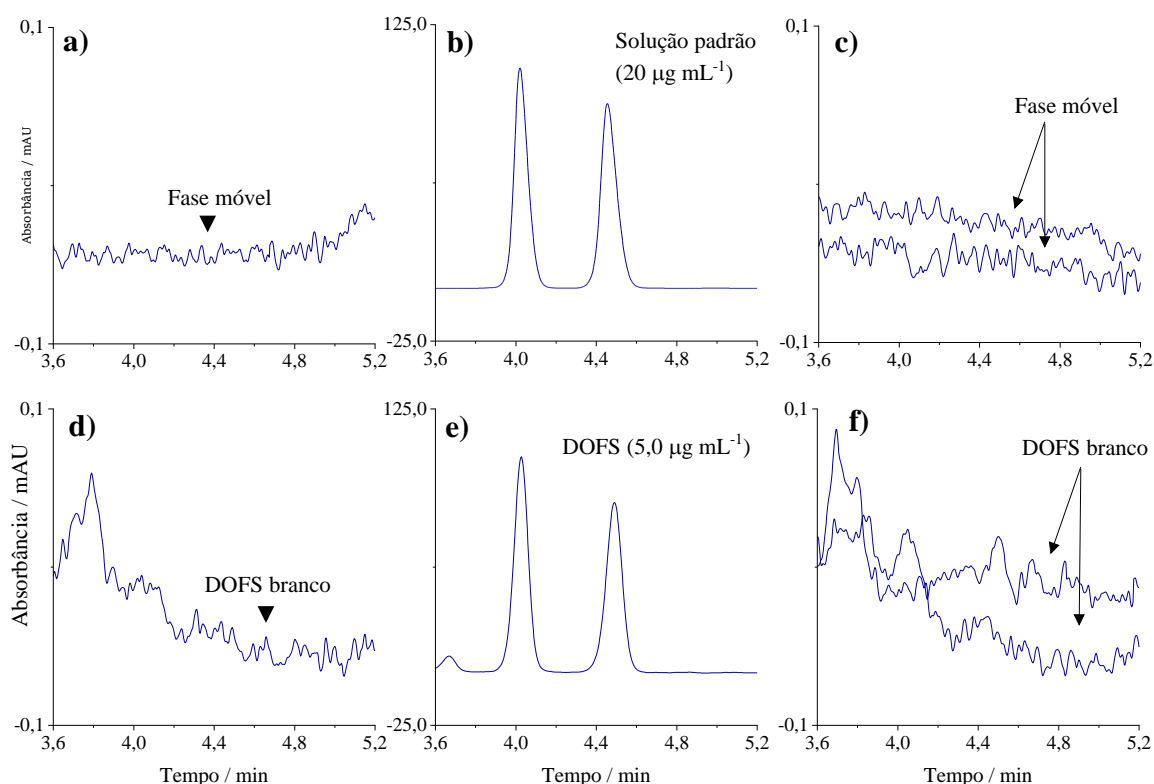 0,1
a)
Absorbância / mAU
Fase móvel
-0,1
3,6
4,0
4,4
4,8
5,2
125,0
b)
Solução padrão
(20 μg mL-1)
-25,0
3,6
4,0
4,4
4,8
5,2
0,1
c)
Fase móvel
-0,1
3,6
4,0
4,4
4,8
5,2
0,1
d)
Absorbância / mAU
DOFS branco
-0,1
3,6
4,0
4,4
4,8
5,2
Tempo / min
125,0
e)
DOFS (5,0 μg mL-1)
-25,0
3,6
4,0
4,4
4,8
5,2
Tempo / min
0,1
f)
DOFS branco
-0,1
3,6
4,0
4,4
4,8
5,2
Tempo / min